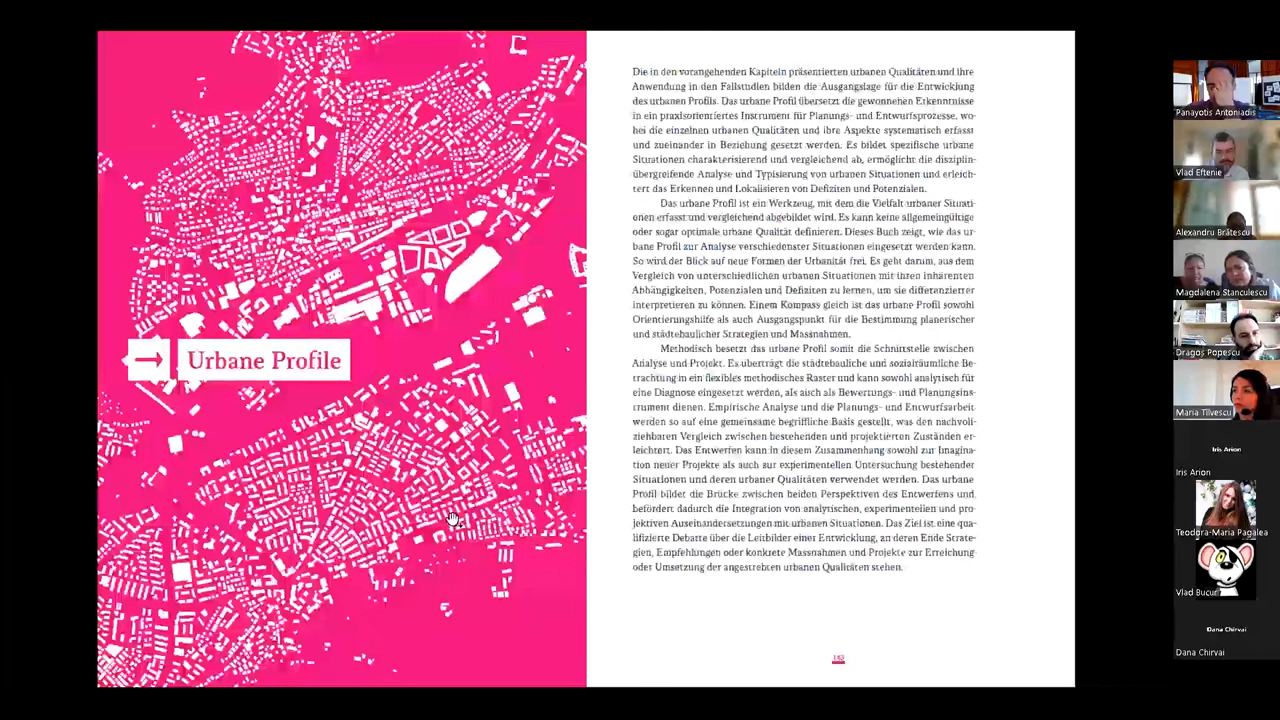 → Urbane Profile
Die in den vorangehenden Kapiteln präsentierten urbanen Qualitäten und ihre
Anwendung in den Fallstudien bilden die Ausgangslage für die Entwicklung
des urbanen Profils. Das urbane Profil übersetzt die gewonnenen Erkenntnisse
in ein praxisorientiertes Instrument für Planungs- und Entwurfsprozesse, wo-
bei die einzelnen urbanen Qualitäten und ihre Aspekte systematisch erfasst
und zueinander in Beziehung gesetzt werden. Es bildet spezifische urbane
Situationen charakterisierend und vergleichend ab, ermöglicht die disziplin-
übergreifende Analyse und Typisierung von urbanen Situationen und erleich-
tert das Erkennen und Lokalisieren von Defiziten und Potenzialen.
Das urbane Profil ist ein Werkzeug, mit dem die Vielfalt urbaner Situati-
onen erfasst und vergleichend abgebildet wird. Es kann keine allgemeingültige
oder sogar optimale urbane Qualität definieren. Dieses Buch zeigt, wie das ur-
bane Profil zur Analyse verschiedenster Situationen eingesetzt werden kann.
So wird der Blick auf neue Formen der Urbanität frei. Es geht darum, aus dem
Vergleich von unterschiedlichen urbanen Situationen mit ihren inhärenten
Abhängigkeiten, Potenzialen und Defiziten zu lernen, um sie differenzierter
interpretieren zu können. Einem Kompass gleich ist das urbane Profil sowohl
Orientierungshilfe als auch Ausgangspunkt für die Bestimmung planerischer
und städtebaulicher Strategien und Massnahmen.
Methodisch besetzt das urbane Profil somit die Schnittstelle zwischen
Analyse und Projekt. Es überträgt die städtebauliche und sozialräumliche Be-
trachtung in ein flexibles methodisches Raster und kann sowohl analytisch für
eine Diagnose eingesetzt werden, als auch als Bewertungs- und Planungsins-
trument dienen. Empirische Analyse und die Planungs- und Entwurfsarbeit
werden so auf eine gemeinsame begriffliche Basis gestellt, was den nachvoll-
ziehbaren Vergleich zwischen bestehenden und projektierten Zuständen er-
leichtert. Das Entwerfen kann in diesem Zusammenhang sowohl zur Imagina-
tion neuer Projekte als auch zur experimentellen Untersuchung bestehender
Situationen und deren urbaner Qualitäten verwendet werden. Das urbane
Profil bildet die Brücke zwischen beiden Perspektiven des Entwerfens und
befördert dadurch die Integration von analytischen, experimentellen und pro-
jektiven Auseinandersetzungen mit urbanen Situationen. Das Ziel ist eine qua-
lifizierte Debatte über die Leitbilder einer Entwicklung, an deren Ende Strate-
gien, Empfehlungen oder konkrete Massnahmen und Projekte zur Erreichung
oder Umsetzung der angestrebten urbanen Qualitäten stehen.
Panayotis Antoniadis
Vlad Eftenie
Alexandru Brătescu
Magdalena Stanculescu
Dragoș Popescu
Maria Tilvescu
Iris Arion
Iris Arion
Teodora-Maria Pagalea
Vlad Bucur
Dana Chirvai
Dana Chirvai